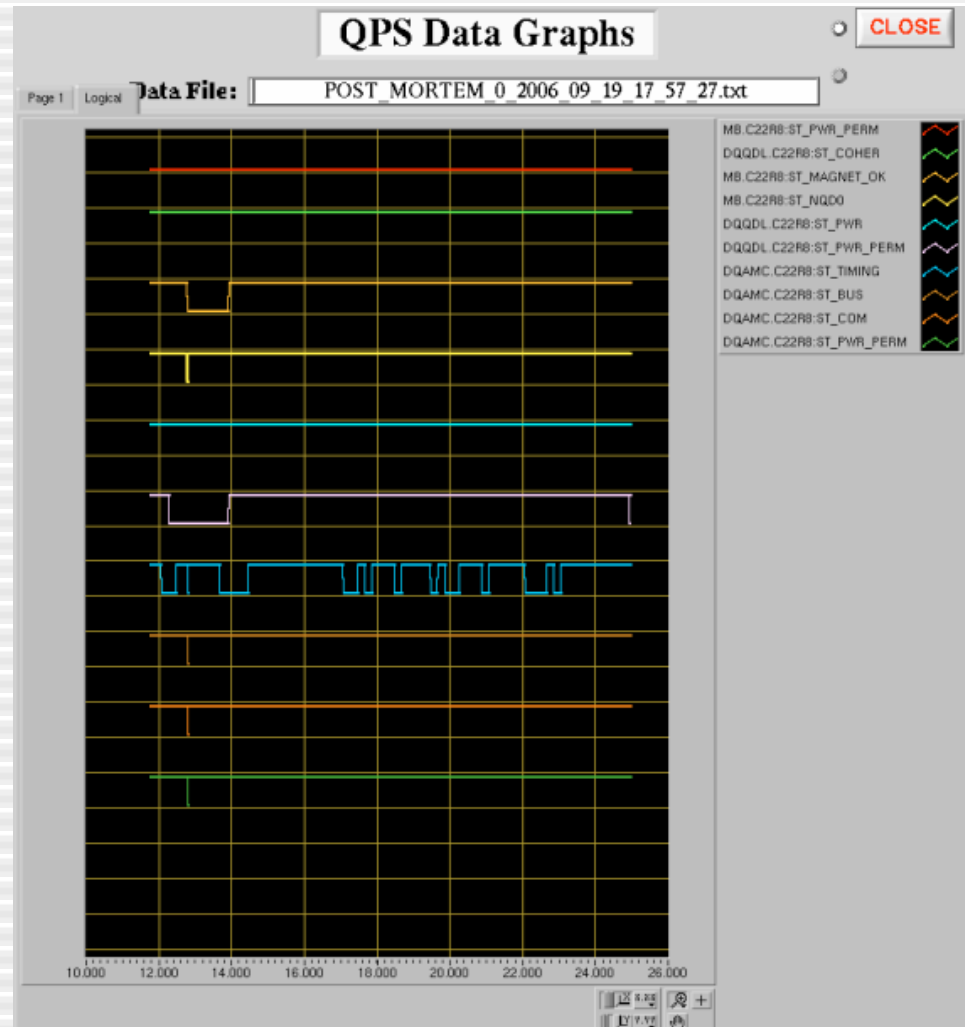 QPS Data Graphs
CLOSE
Data File: POST_MORTEM_0_2006_09_19_17_57_27.txt
Page 1 Logical
MB.C22R8:ST_PWR_PERM
DQQDL.C22R8:ST_COHER
MB.C22R8:ST_MAGNET_OK
MB.C22R8:ST_NQD0
DQQDL.C22R8:ST_PWR
DQQDL.C22R8:ST_PWR_PERM
DQAMC.C22R8:ST_TIMING
DQAMC.C22R8:ST_BUS
DQAMC.C22R8:ST_COM
DQAMC.C22R8:ST_PWR_PERM
10.000 12.000 14.000 16.000 18.000 20.000 22.000 24.000 26.000